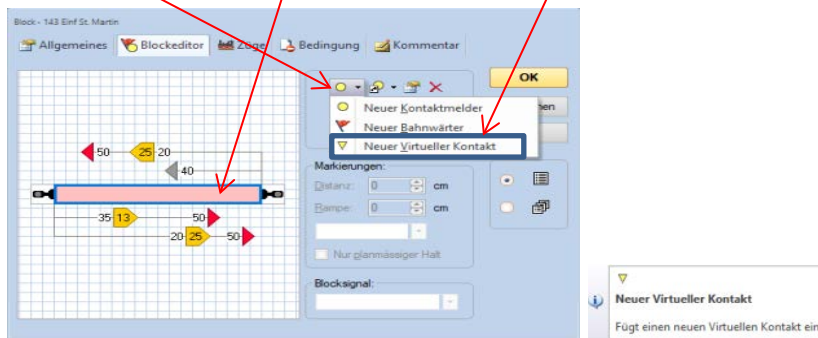 Block - 143 Einf St. Martin
Allgemeines Blockeditor Züge Bedingung Kommentar
OK
Neuer Kontaktmelder
Neuer Bahnwärter
Neuer Virtueller Kontakt
hen
50 25 20
40
35 13 50
20 25 50
Markierungen:
Distanz: 0 cm
Rampe: 0 cm
Nur planmässiger Halt
Blocksignal:
Neuer Virtueller Kontakt
Fügt einen neuen Virtuellen Kontakt ein